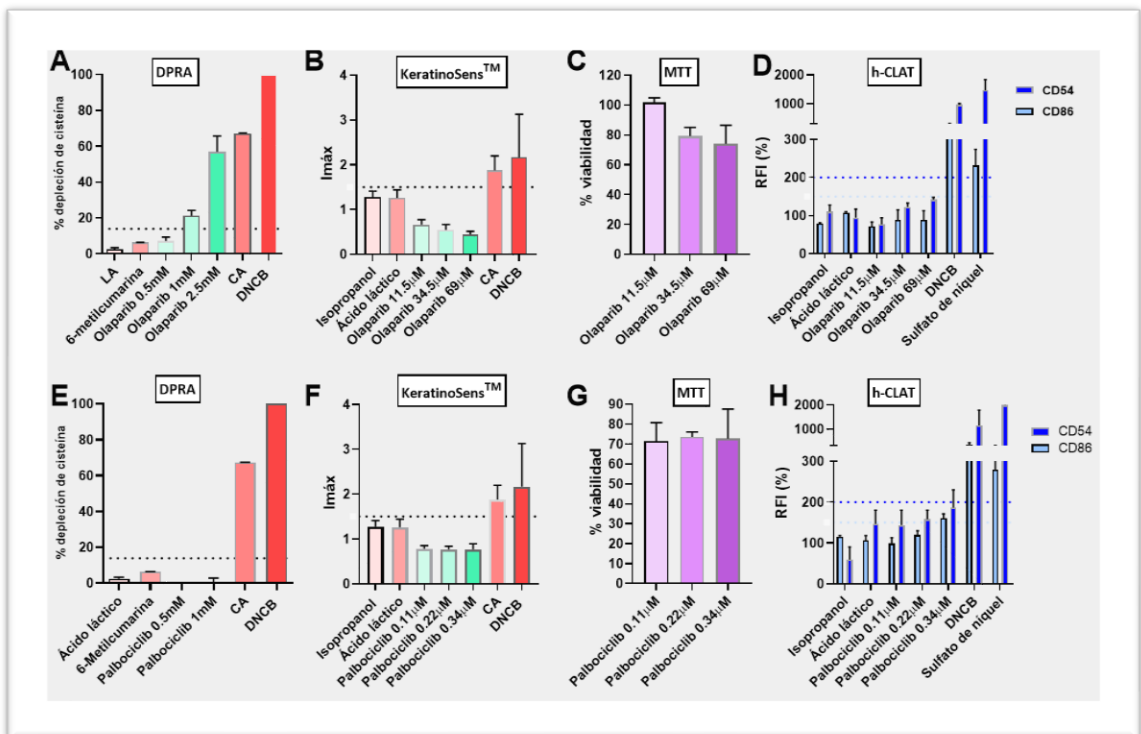 A
DPRA
% depleción de cisteína
100
80
60
40
20
0
LA
6-metilcumarina
Olaparib 0.5mM
Olaparib 1mM
Olaparib 2.5mM
CA
DNCB
B
KeratinoSens™
Imáx
4
3
2
1
0
Isopropanol
Ácido láctico
Olaparib 11.5µM
Olaparib 34.5µM
Olaparib 69µM
CA
DNCB
C
MTT
% viabilidad
120
100
80
60
40
20
0
Olaparib 11.5µM
Olaparib 34.5µM
Olaparib 69µM
D
h-CLAT
RFI (%)
2000
1000
300
200
100
0
CD54
CD86
Isopropanol
Ácido láctico
Olaparib 11.5µM
Olaparib 34.5µM
Olaparib 69µM
DNCB
Sulfato de níquel
E
DPRA
% depleción de cisteína
100
80
60
40
20
0
Ácido láctico
6-Metilcumarina
Palbociclib 0.5mM
Palbociclib 1mM
CA
DNCB
F
KeratinoSens™
Imáx
4
3
2
1
0
Isopropanol
Ácido láctico
Palbociclib 0.11µM
Palbociclib 0.22µM
Palbociclib 0.34µM
CA
DNCB
G
MTT
% viabilidad
90
80
70
60
50
40
30
20
10
0
Palbociclib 0.11µM
Palbociclib 0.22µM
Palbociclib 0.34µM
H
h-CLAT
RFI (%)
2000
1000
300
200
100
0
CD54
CD86
Isopropanol
Ácido láctico
Palbociclib 0.11µM
Palbociclib 0.22µM
Palbociclib 0.34µM
DNCB
Sulfato de níquel